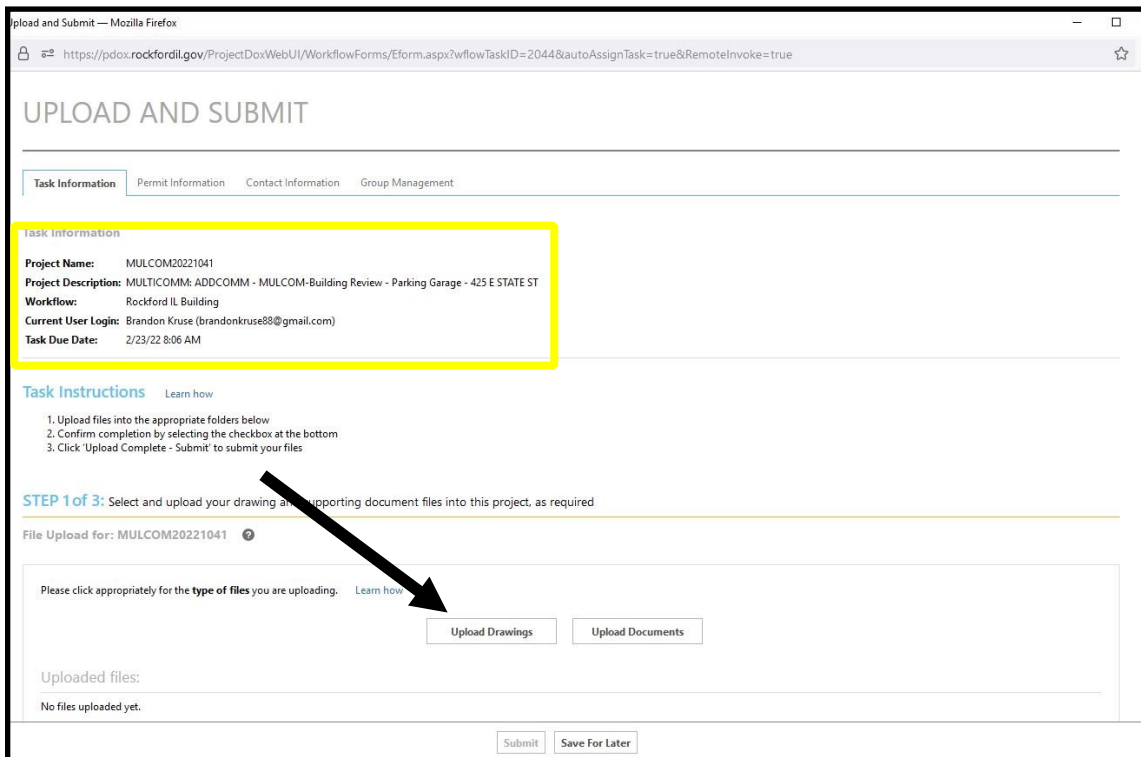 Upload and Submit — Mozilla Firefox
https://pdox.rockfordil.gov/ProjectDoxWebUI/WorkflowForms/Eform.aspx?wflowTaskID=2044&autoAssignTask=true&RemoteInvoke=true
UPLOAD AND SUBMIT
Task Information Permit Information Contact Information Group Management
Task Information
Project Name: MULCOM20221041
Project Description: MULTICOMM: ADDCOMM - MULCOM-Building Review - Parking Garage - 425 E STATE ST
Workflow: Rockford IL Building
Current User Login: Brandon Kruse (brandonkruse88@gmail.com)
Task Due Date: 2/23/22 8:06 AM
Task Instructions Learn how
1. Upload files into the appropriate folders below
2. Confirm completion by selecting the checkbox at the bottom
3. Click 'Upload Complete - Submit' to submit your files
STEP 1 of 3: Select and upload your drawing and supporting document files into this project, as required
File Upload for: MULCOM20221041 ?
Please click appropriately for the type of files you are uploading. Learn how
Upload Drawings Upload Documents
Uploaded files:
No files uploaded yet.
Submit Save For Later